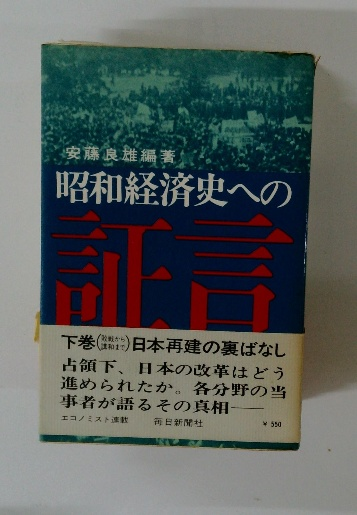 安藤良雄編著
昭和経済史への
証言
下巻(敗戦から講和まで)日本再建の裏ばなし
占領下、日本の改革はどう
進められたか。各分野の当
事者が語るその真相――
エコノミスト連載 毎日新聞社 ￥550